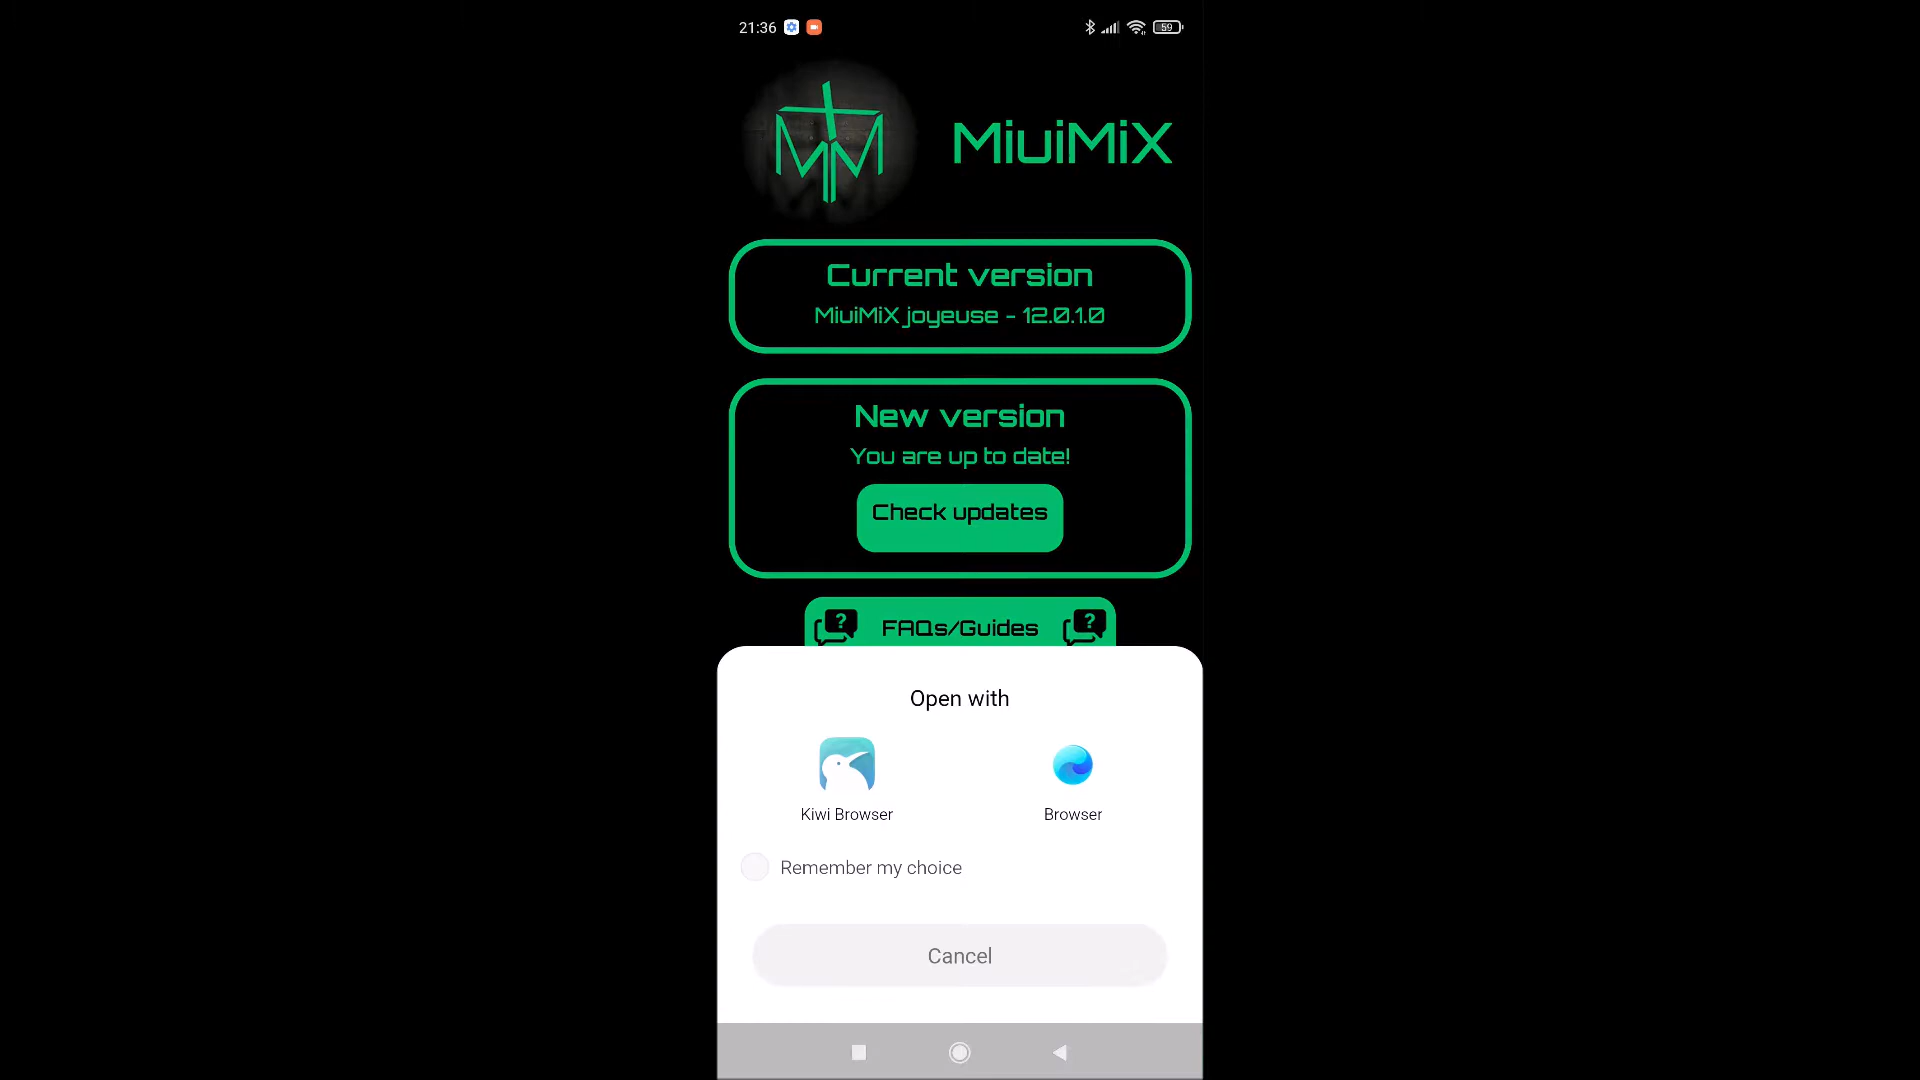 21:36
59
MiuiMiX
Current version
MiuiMiX joyeuse - 12.0.1.0
New version
You are up to date!
Check updates
? FAQs/Guides ?
Open with
Kiwi Browser
Browser
Remember my choice
Cancel